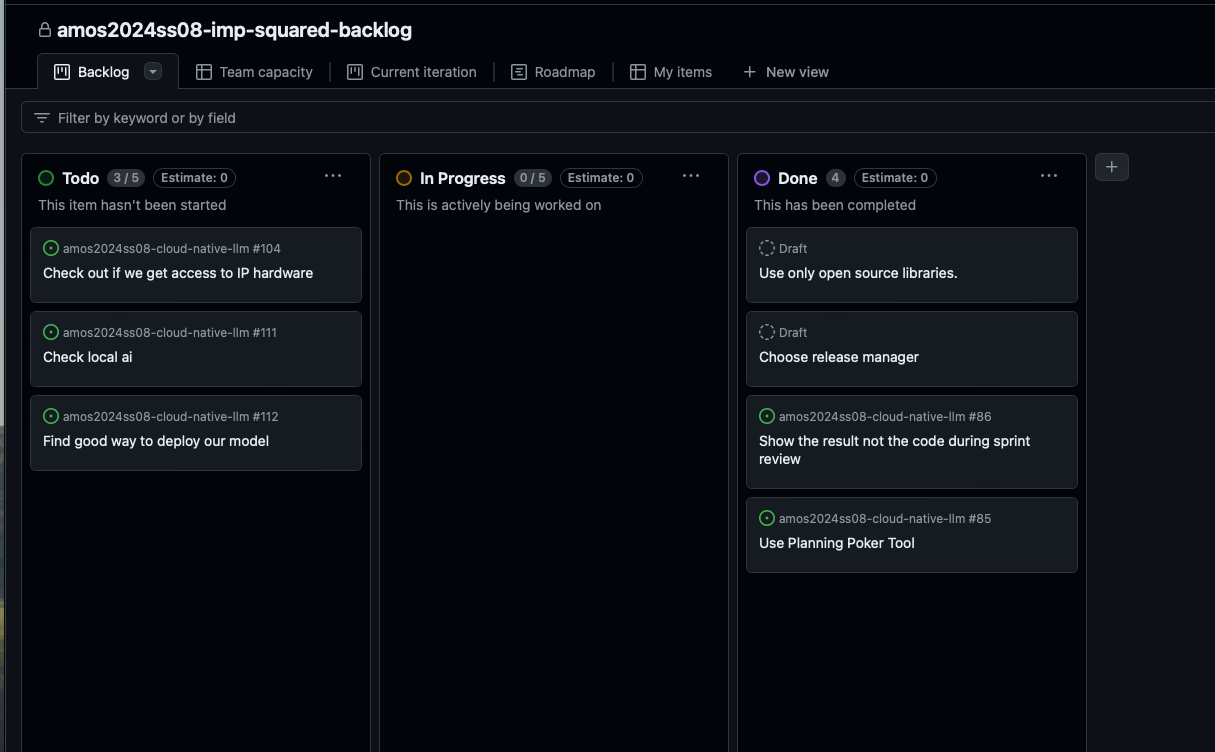 amos2024ss08-imp-squared-backlog
Backlog
Team capacity
Current iteration
Roadmap
My items
New view
Filter by keyword or by field
Todo 3 / 5 Estimate: 0
This item hasn't been started
amos2024ss08-cloud-native-llm #104
Check out if we get access to IP hardware
amos2024ss08-cloud-native-llm #111
Check local ai
amos2024ss08-cloud-native-llm #112
Find good way to deploy our model
In Progress 0 / 5 Estimate: 0
This is actively being worked on
Done 4 Estimate: 0
This has been completed
Draft
Use only open source libraries.
Draft
Choose release manager
amos2024ss08-cloud-native-llm #86
Show the result not the code during sprint
review
amos2024ss08-cloud-native-llm #85
Use Planning Poker Tool